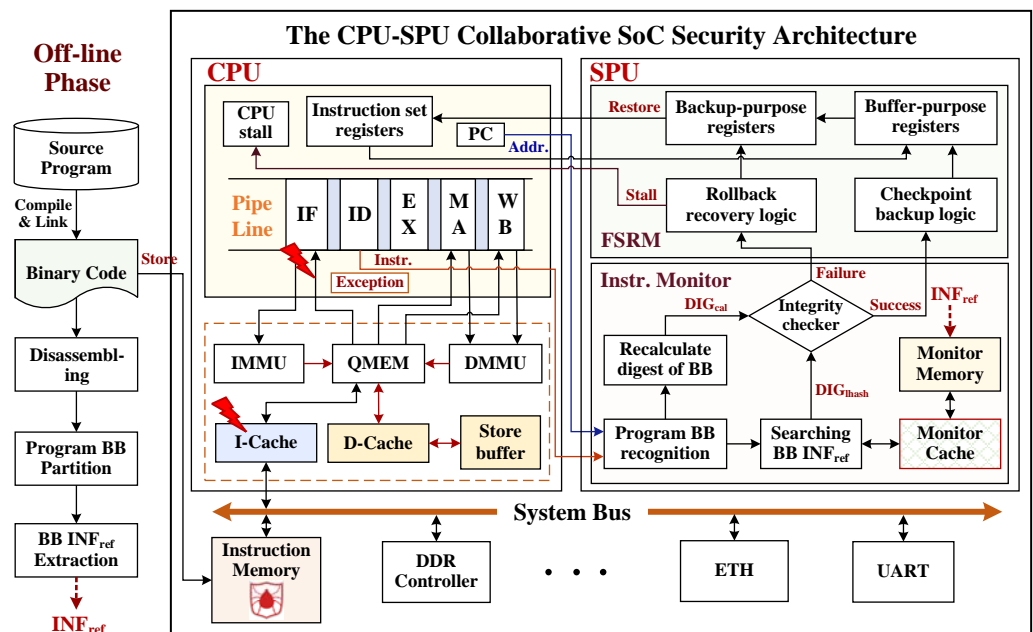 The CPU-SPU Collaborative SoC Security Architecture
Off-line
Phase
Source
Program
Compile
& Link
Binary Code
Store
Disassembl-
ing
Program BB
Partition
BB INFref
Extraction
INFref
CPU
CPU
stall
Instruction set
registers
PC
Addr.
Pipe
Line
IF
ID
E
X
M
A
W
B
Instr.
Exception
IMMU
QMEM
DMMU
I-Cache
D-Cache
Store
buffer
SPU
Restore
Backup-purpose
registers
Buffer-purpose
registers
Stall
Rollback
recovery logic
Checkpoint
backup logic
FSRM
Instr. Monitor
Failure
DIGcal
Integrity
checker
Success
INFref
Recalculate
digest of BB
Monitor
Memory
DIGlhash
Program BB
recognition
Searching
BB INFref
Monitor
Cache
System Bus
Instruction
Memory
DDR
Controller
• • •
ETH
UART